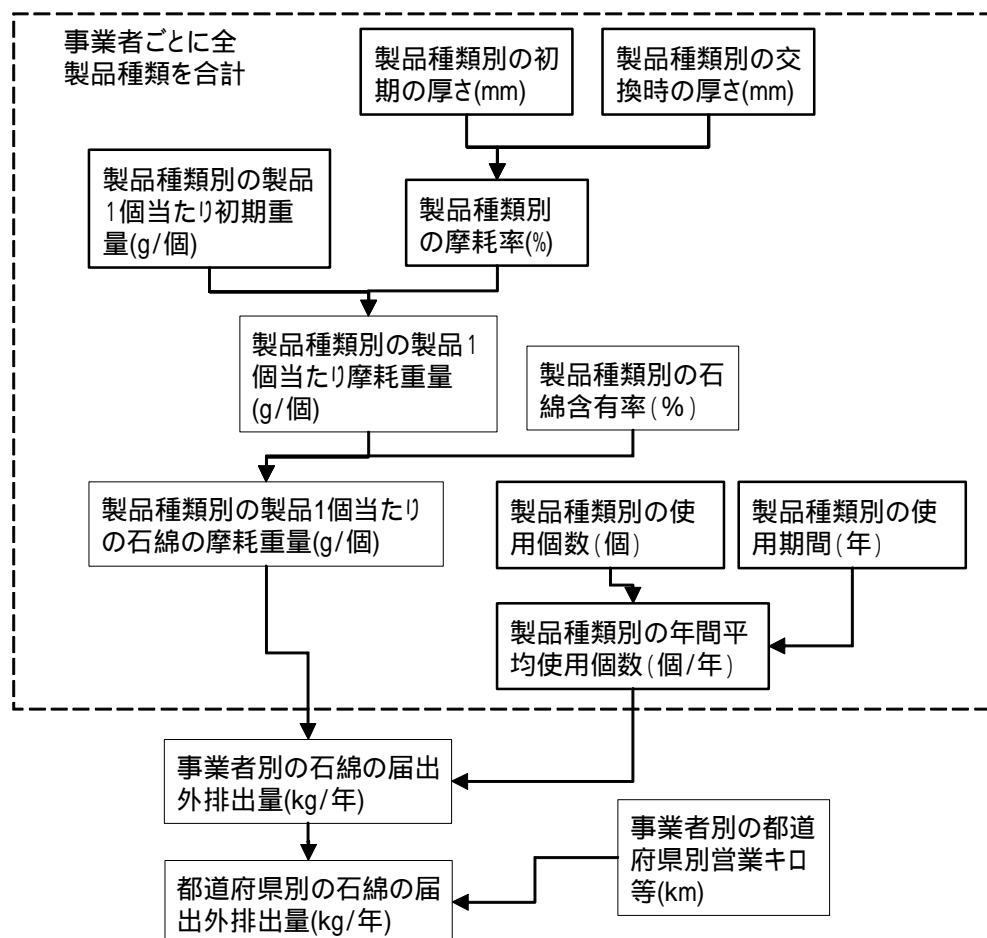 事業者ごとに全
製品種類を合計
製品種類別の初
期の厚さ(mm)
製品種類別の交
換時の厚さ(mm)
製品種類別の製品
1個当たり初期重
量(g/個)
製品種類別
の摩耗率(%)
製品種類別の製品1
個当たり摩耗重量
(g/個)
製品種類別の石
綿含有率(%)
製品種類別の製品1個当たり
の石綿の摩耗重量(g/個)
製品種類別の使
用個数(個)
製品種類別の使
用期間(年)
製品種類別の年間平
均使用個数(個/年)
事業者別の石綿の届出
外排出量(kg/年)
事業者別の都道
府県別営業キロ
等(km)
都道府県別の石綿の届
出外排出量(kg/年)